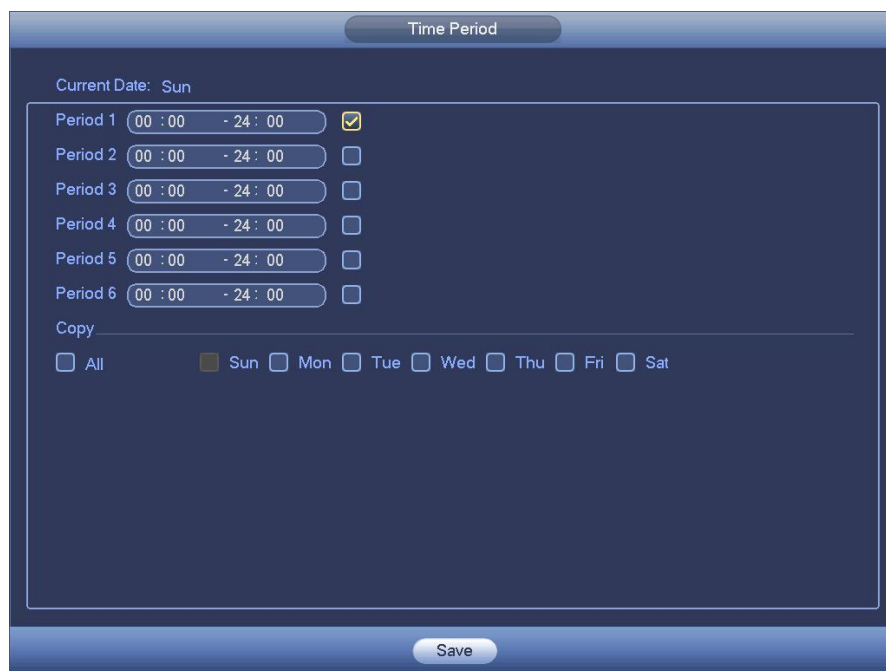 Time Period
Current Date: Sun
Period 1 00 :00 - 24 : 00
Period 2 00 :00 - 24 : 00
Period 3 00 :00 - 24 : 00
Period 4 00 :00 - 24 : 00
Period 5 00 :00 - 24 : 00
Period 6 00 :00 - 24 : 00
Copy
All Sun Mon Tue Wed Thu Fri Sat
Save